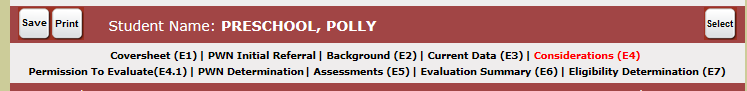 Save Print Student Name: PRESCHOOL, POLLY Select
Coversheet (E1) | PWN Initial Referral | Background (E2) | Current Data (E3) | Considerations (E4)
Permission To Evaluate(E4.1) | PWN Determination | Assessments (E5) | Evaluation Summary (E6) | Eligibility Determination (E7)